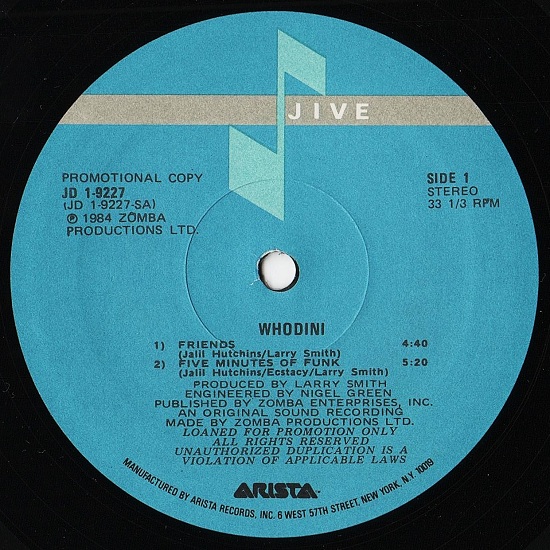 JIVE
PROMOTIONAL COPY
JD 1-9227
(JD 1-9227-SA)
℗ 1984 ZOMBA
PRODUCTIONS LTD.
SIDE 1
STEREO
33 1/3 RPM
WHODINI
1) FRIENDS 4:40
(Jalil Hutchins/Larry Smith)
2) FIVE MINUTES OF FUNK 5:20
(Jalil Hutchins/Ecstacy/Larry Smith)
PRODUCED BY LARRY SMITH
ENGINEERED BY NIGEL GREEN
PUBLISHED BY ZOMBA ENTERPRISES, INC.
AN ORIGINAL SOUND RECORDING
MADE BY ZOMBA PRODUCTIONS LTD.
LOANED FOR PROMOTION ONLY
ALL RIGHTS RESERVED
UNAUTHORIZED DUPLICATION IS A
VIOLATION OF APPLICABLE LAWS
ARISTA
MANUFACTURED BY ARISTA RECORDS, INC. 6 WEST 57TH STREET, NEW YORK, N.Y. 10019